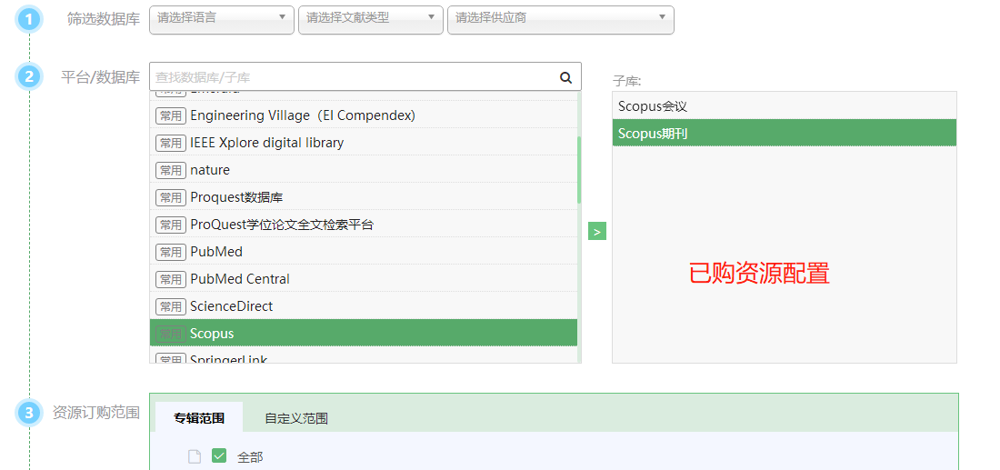 1 筛选数据库 请选择语言 请选择文献类型 请选择供应商
2 平台/数据库 查找数据库/子库
子库:
常用 Emerald
常用 Engineering Village（EI Compendex）
常用 IEEE Xplore digital library
常用 nature
常用 Proquest数据库
常用 ProQuest学位论文全文检索平台
常用 PubMed
常用 PubMed Central
常用 ScienceDirect
常用 Scopus
常用 SpringerLink
>
Scopus会议
Scopus期刊
已购资源配置
3 资源订购范围 专辑范围 自定义范围
全部